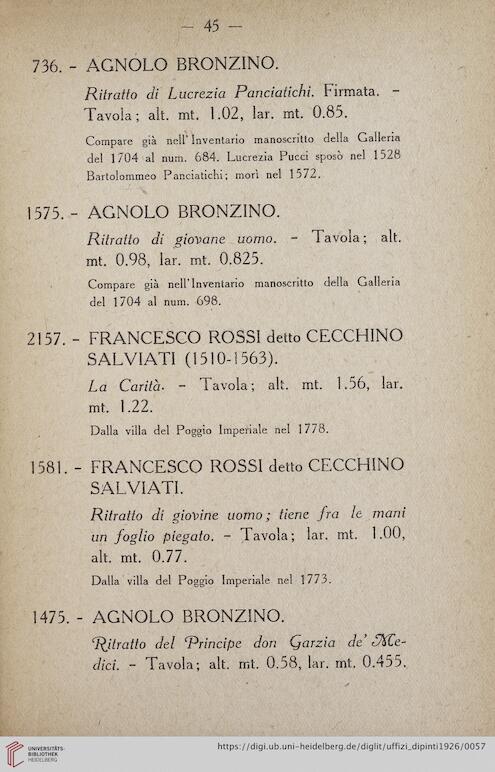 — 45 —
736. - AGNOLO BRONZINO.
Ritratto di Lucrezia Panciatichi. Firmata. -
Tavola; alt. mt. 1.02, lar. mt. 0.85.
Compare già nell'Inventario manoscritto della Galleria
del 1704 al num. 684. Lucrezia Pucci sposò nel 1528
Bartolommeo Panciatichi; morì nel 1572.
1575. - AGNOLO BRONZINO.
Ritratto di giovane uomo. - Tavola; alt.
mt. 0.98, lar. mt. 0.825.
Compare già nell'Inventario manoscritto della Galleria
del 1704 al num. 698.
2157. - FRANCESCO ROSSI detto CECCHINO
SALVIATI (1510-1563).
La Carità. - Tavola; alt. mt. 1.56, lar.
mt. 1.22.
Dalla villa del Poggio Imperiale nel 1778.
1581. - FRANCESCO ROSSI detto CECCHINO
SALVIATI.
Ritratto di giovine uomo; tiene fra le mani
un foglio piegato. - Tavola; lar. mt. 1.00,
alt. mt. 0.77.
Dalla villa del Poggio Imperiale nel 1773.
1475. - AGNOLO BRONZINO.
Ritratto del Principe don Garzia de' Me-
dici. - Tavola; alt. mt. 0.58, lar. mt. 0.455.
UNIVERSITÄTS-
BIBLIOTHEK
HEIDELBERG
https://digi.ub.uni-heidelberg.de/diglit/uffizi_dipinti1926/0057